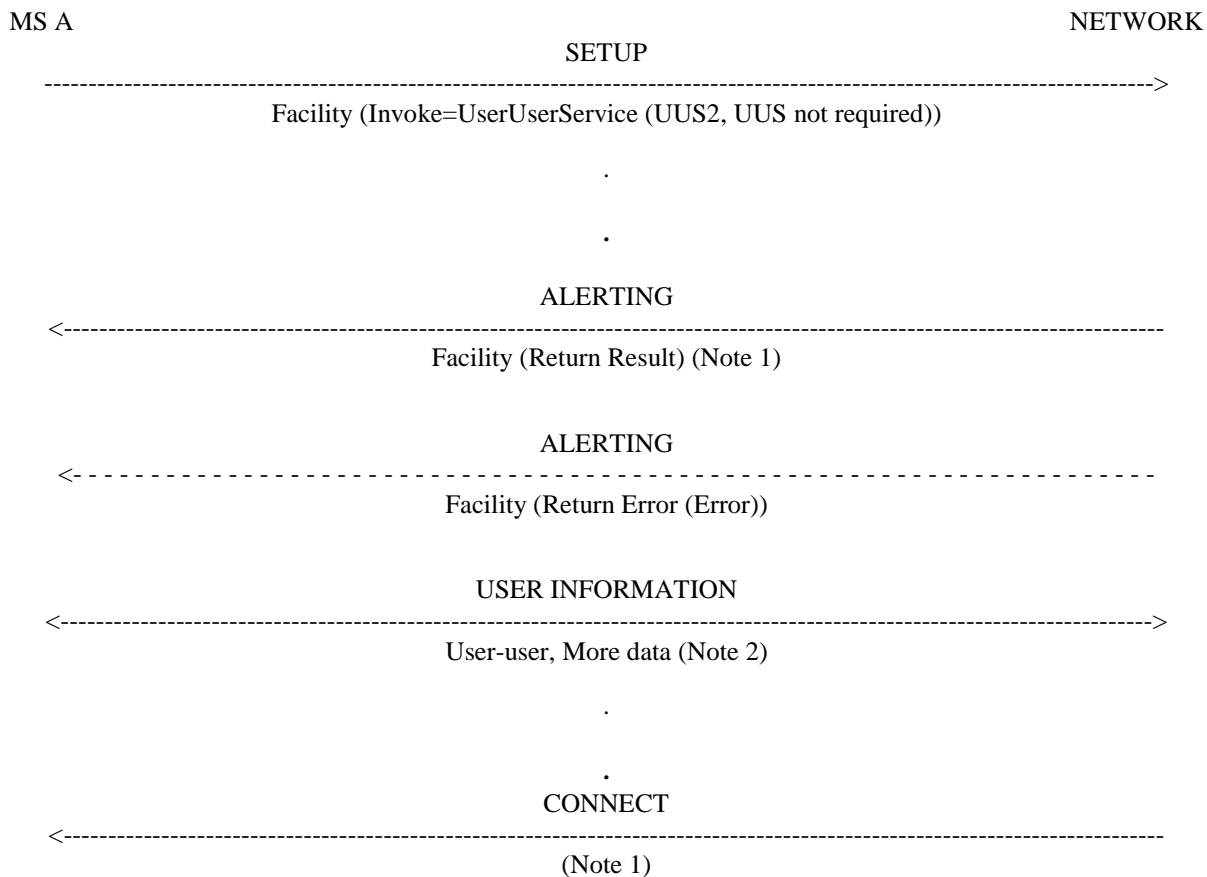 MS A NETWORK
SETUP
------------------------------------------------------------------------------------------------------------------------------>
Facility (Invoke=UserUserService (UUS2, UUS not required))
.
.
ALERTING
<-----------------------------------------------------------------------------------------------------------------------------
Facility (Return Result) (Note 1)
ALERTING
<- - - - - - - - - - - - - - - - - - - - - - - - - - - - - - - - - - - - - - - - - - - - - - - - - - - - - - - - - - - - - - -
Facility (Return Error (Error))
USER INFORMATION
<---------------------------------------------------------------------------------------------------------------------------->
User-user, More data (Note 2)
.
.
CONNECT
<-----------------------------------------------------------------------------------------------------------------------------
(Note 1)